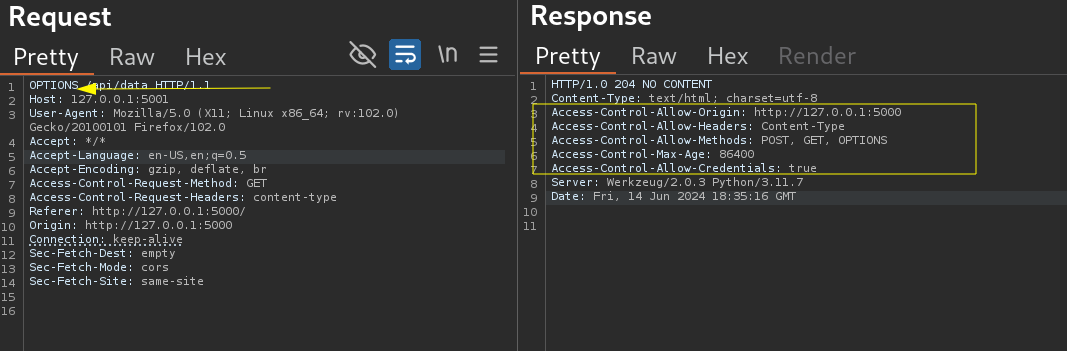 Request
Pretty Raw Hex \n
1 OPTIONS /api/data HTTP/1.1
2 Host: 127.0.0.1:5001
3 User-Agent: Mozilla/5.0 (X11; Linux x86_64; rv:102.0)
Gecko/20100101 Firefox/102.0
4 Accept: */*
5 Accept-Language: en-US,en;q=0.5
6 Accept-Encoding: gzip, deflate, br
7 Access-Control-Request-Method: GET
8 Access-Control-Request-Headers: content-type
9 Referer: http://127.0.0.1:5000/
10 Origin: http://127.0.0.1:5000
11 Connection: keep-alive
12 Sec-Fetch-Dest: empty
13 Sec-Fetch-Mode: cors
14 Sec-Fetch-Site: same-site
15
16
Response
Pretty Raw Hex Render
1 HTTP/1.0 204 NO CONTENT
2 Content-Type: text/html; charset=utf-8
3 Access-Control-Allow-Origin: http://127.0.0.1:5000
4 Access-Control-Allow-Headers: Content-Type
5 Access-Control-Allow-Methods: POST, GET, OPTIONS
6 Access-Control-Max-Age: 86400
7 Access-Control-Allow-Credentials: true
8 Server: Werkzeug/2.0.3 Python/3.11.7
9 Date: Fri, 14 Jun 2024 18:35:16 GMT
10
11